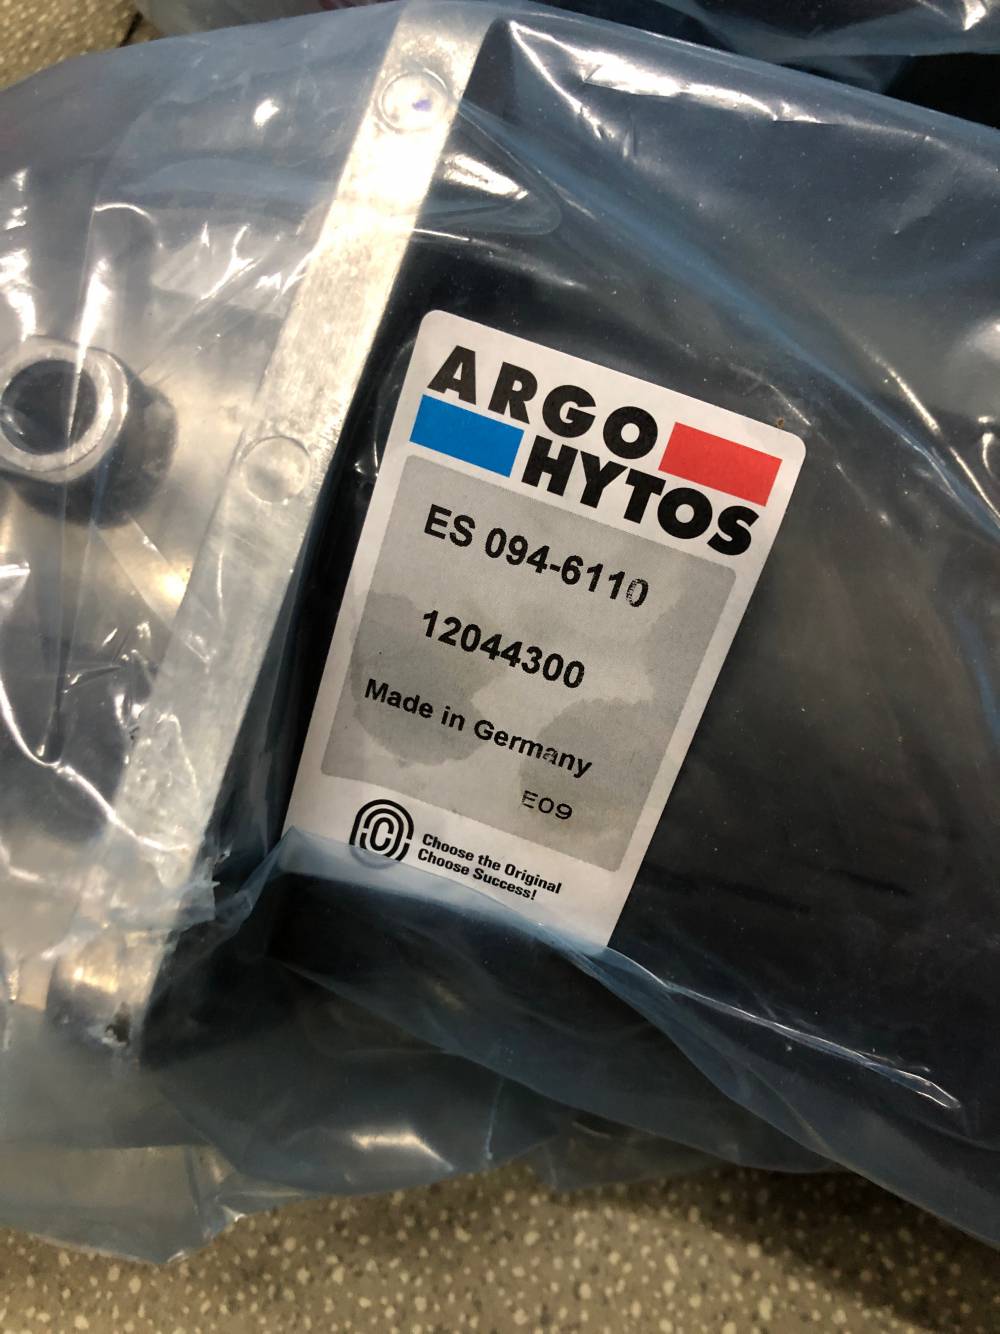 ARGO
HYTOS
ES 094-6110
12044300
Made in Germany
E09
Choose the Original
Choose Success!